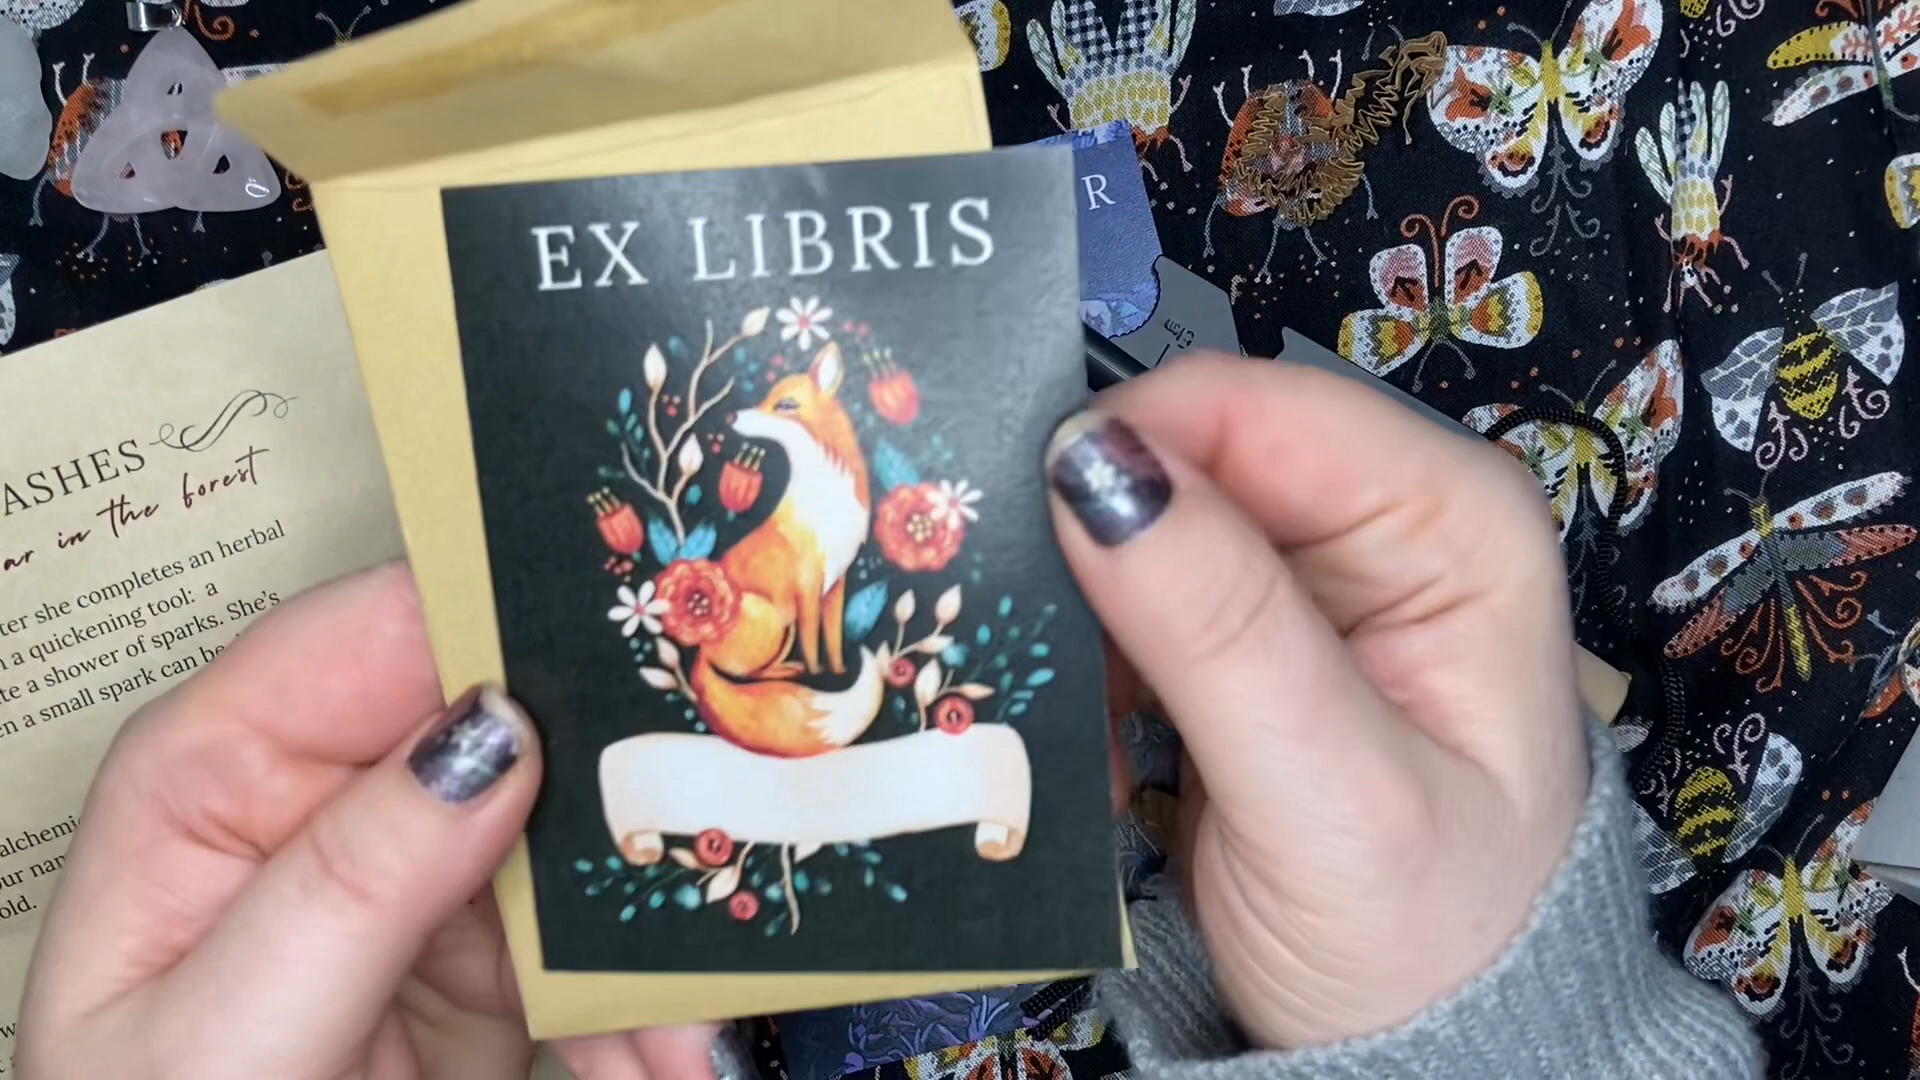 EX LIBRIS
R
ASHES
in the forest
ter she completes an herbal
a quickening tool: a
te a shower of sparks. She's
en a small spark can be
alchemi
our nam
old.